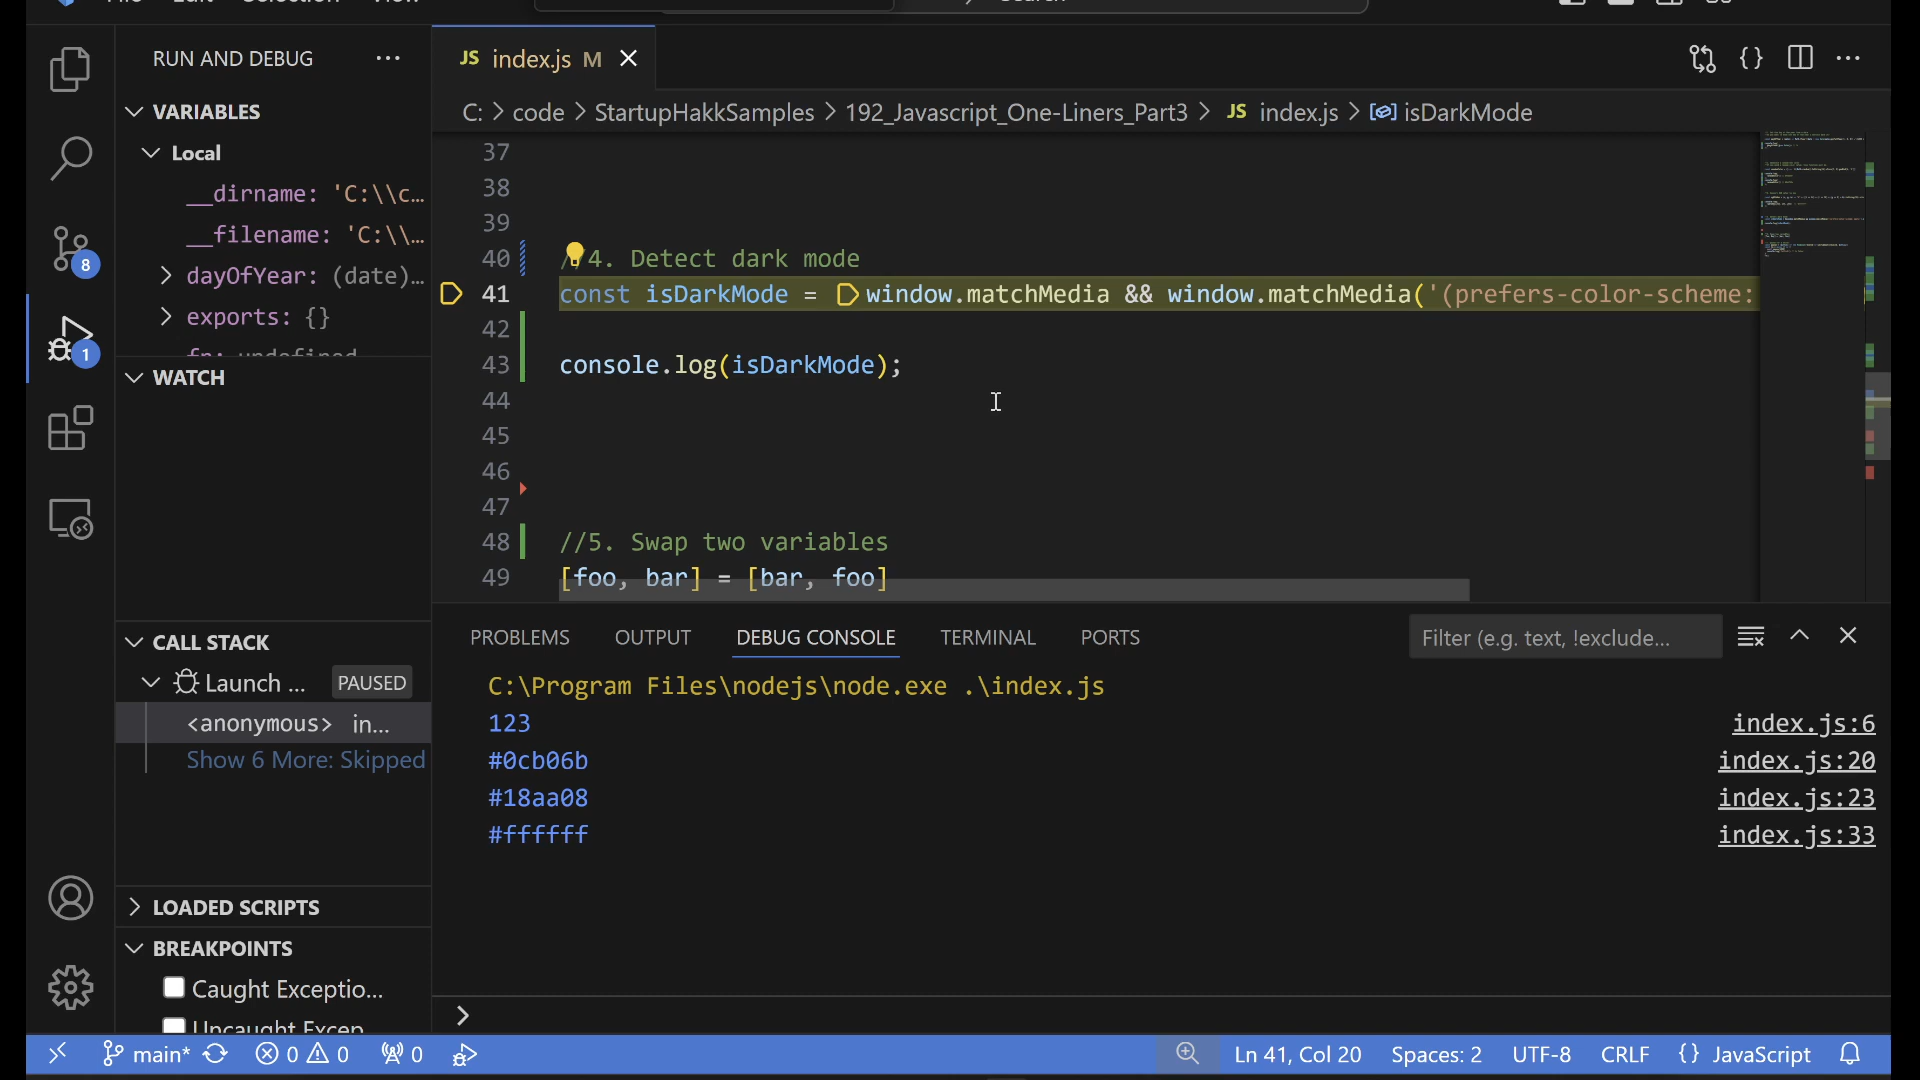 RUN AND DEBUG
JS index.js M
C: > code > StartupHakkSamples > 192_Javascript_One-Liners_Part3 > JS index.js > isDarkMode
VARIABLES
Local
__dirname: 'C:\\c...
__filename: 'C:\\...
dayOfYear: (date)...
exports: {}
WATCH
37
38
39
40 //4. Detect dark mode
41 const isDarkMode = window.matchMedia && window.matchMedia('(prefers-color-scheme:
42
43 console.log(isDarkMode);
44
45
46
47
48 //5. Swap two variables
49 [foo, bar] = [bar, foo]
8
1
CALL STACK
Launch ... PAUSED
<anonymous> in...
Show 6 More: Skipped
LOADED SCRIPTS
BREAKPOINTS
Caught Exceptio...
Uncaught Excep
PROBLEMS OUTPUT DEBUG CONSOLE TERMINAL PORTS Filter (e.g. text, !exclude...
C:\Program Files\nodejs\node.exe .\index.js
123 index.js:6
#0cb06b index.js:20
#18aa08 index.js:23
#ffffff index.js:33
>
main* 0 0 0 Ln 41, Col 20 Spaces: 2 UTF-8 CRLF {} JavaScript